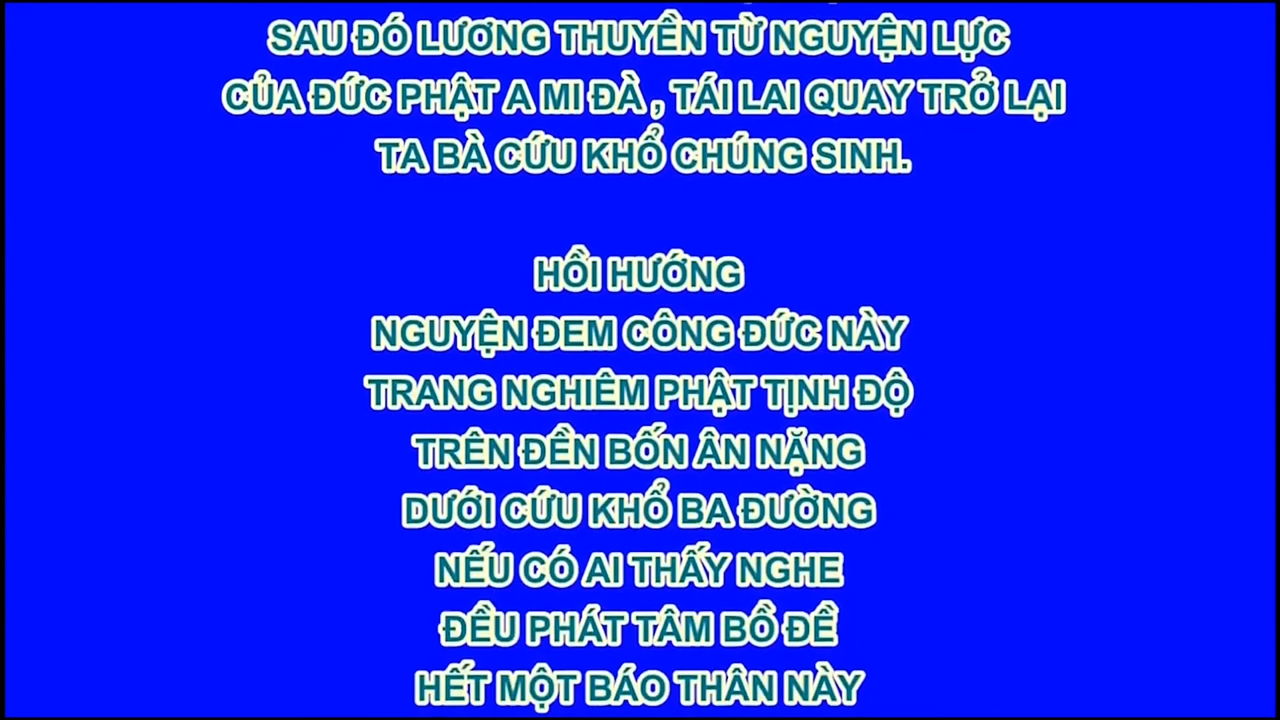 SAU ĐÓ LƯƠNG THUYỀN TỪ NGUYỆN LỰC
CỦA ĐỨC PHẬT A MI ĐÀ , TÁI LAI QUAY TRỞ LẠI
TA BÀ CỨU KHỔ CHÚNG SINH.
HỒI HƯỚNG
NGUYỆN ĐEM CÔNG ĐỨC NÀY
TRANG NGHIÊM PHẬT TỊNH ĐỘ
TRÊN ĐỀN BỐN ÂN NẶNG
DƯỚI CỨU KHỔ BA ĐƯỜNG
NẾU CÓ AI THẤY NGHE
ĐỀU PHÁT TÂM BỒ ĐỀ
HẾT MỘT BÁO THÂN NÀY